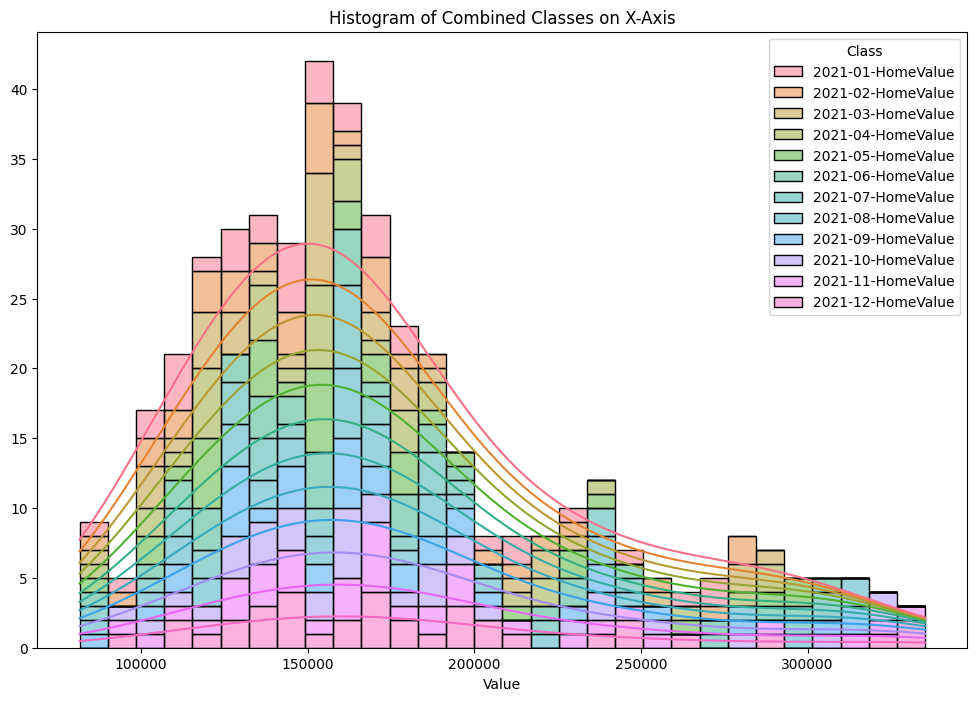 Histogram of Combined Classes on X-Axis
Class
2021-01-HomeValue
2021-02-HomeValue
2021-03-HomeValue
2021-04-HomeValue
2021-05-HomeValue
2021-06-HomeValue
2021-07-HomeValue
2021-08-HomeValue
2021-09-HomeValue
2021-10-HomeValue
2021-11-HomeValue
2021-12-HomeValue
40
35
30
25
20
15
10
5
0
100000 150000 200000 250000 300000
Value